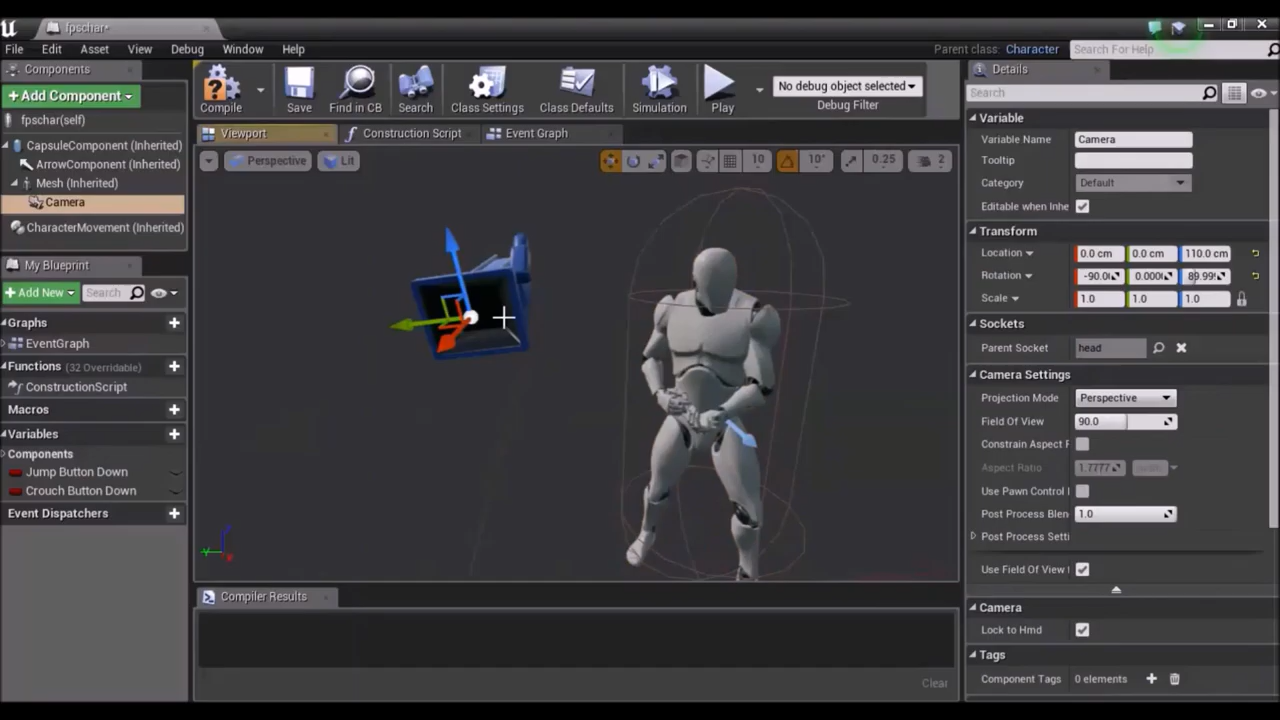 fpschar*
File Edit Asset View Debug Window Help
Parent class: Character
Search For Help
Components
+Add Component
fpschar(self)
CapsuleComponent (Inherited)
ArrowComponent (Inherited)
Mesh (Inherited)
Camera
CharacterMovement (Inherited)
My Blueprint
+Add New
Search
Graphs
EventGraph
Functions (32 Overridable)
ConstructionScript
Macros
Variables
Components
Jump Button Down
Crouch Button Down
Event Dispatchers
Compile
Save
Find in CB
Search
Class Settings
Class Defaults
Simulation
Play
No debug object selected
Debug Filter
Viewport
Construction Script
Event Graph
Perspective
Lit
10
10°
0.25
2
Compiler Results
Clear
Details
Search
Variable
Variable Name Camera
Tooltip
Category Default
Editable when Inhe
Transform
Location 0.0 cm 0.0 cm 110.0 cm
Rotation -90.0 0.000 89.99
Scale 1.0 1.0 1.0
Sockets
Parent Socket head
Camera Settings
Projection Mode Perspective
Field Of View 90.0
Constrain Aspect R
Aspect Ratio 1.7777
Use Pawn Control
Post Process Blen 1.0
Post Process Setti
Use Field Of View
Camera
Lock to Hmd
Tags
Component Tags 0 elements